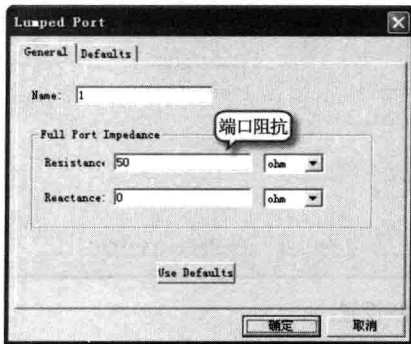 Lumped Port
General
Defaults
Name: 1
端口阻抗
Full Port Impedance
Resistance 50 ohm
Reactance: 0 ohm
Use Defaults
确定
取消